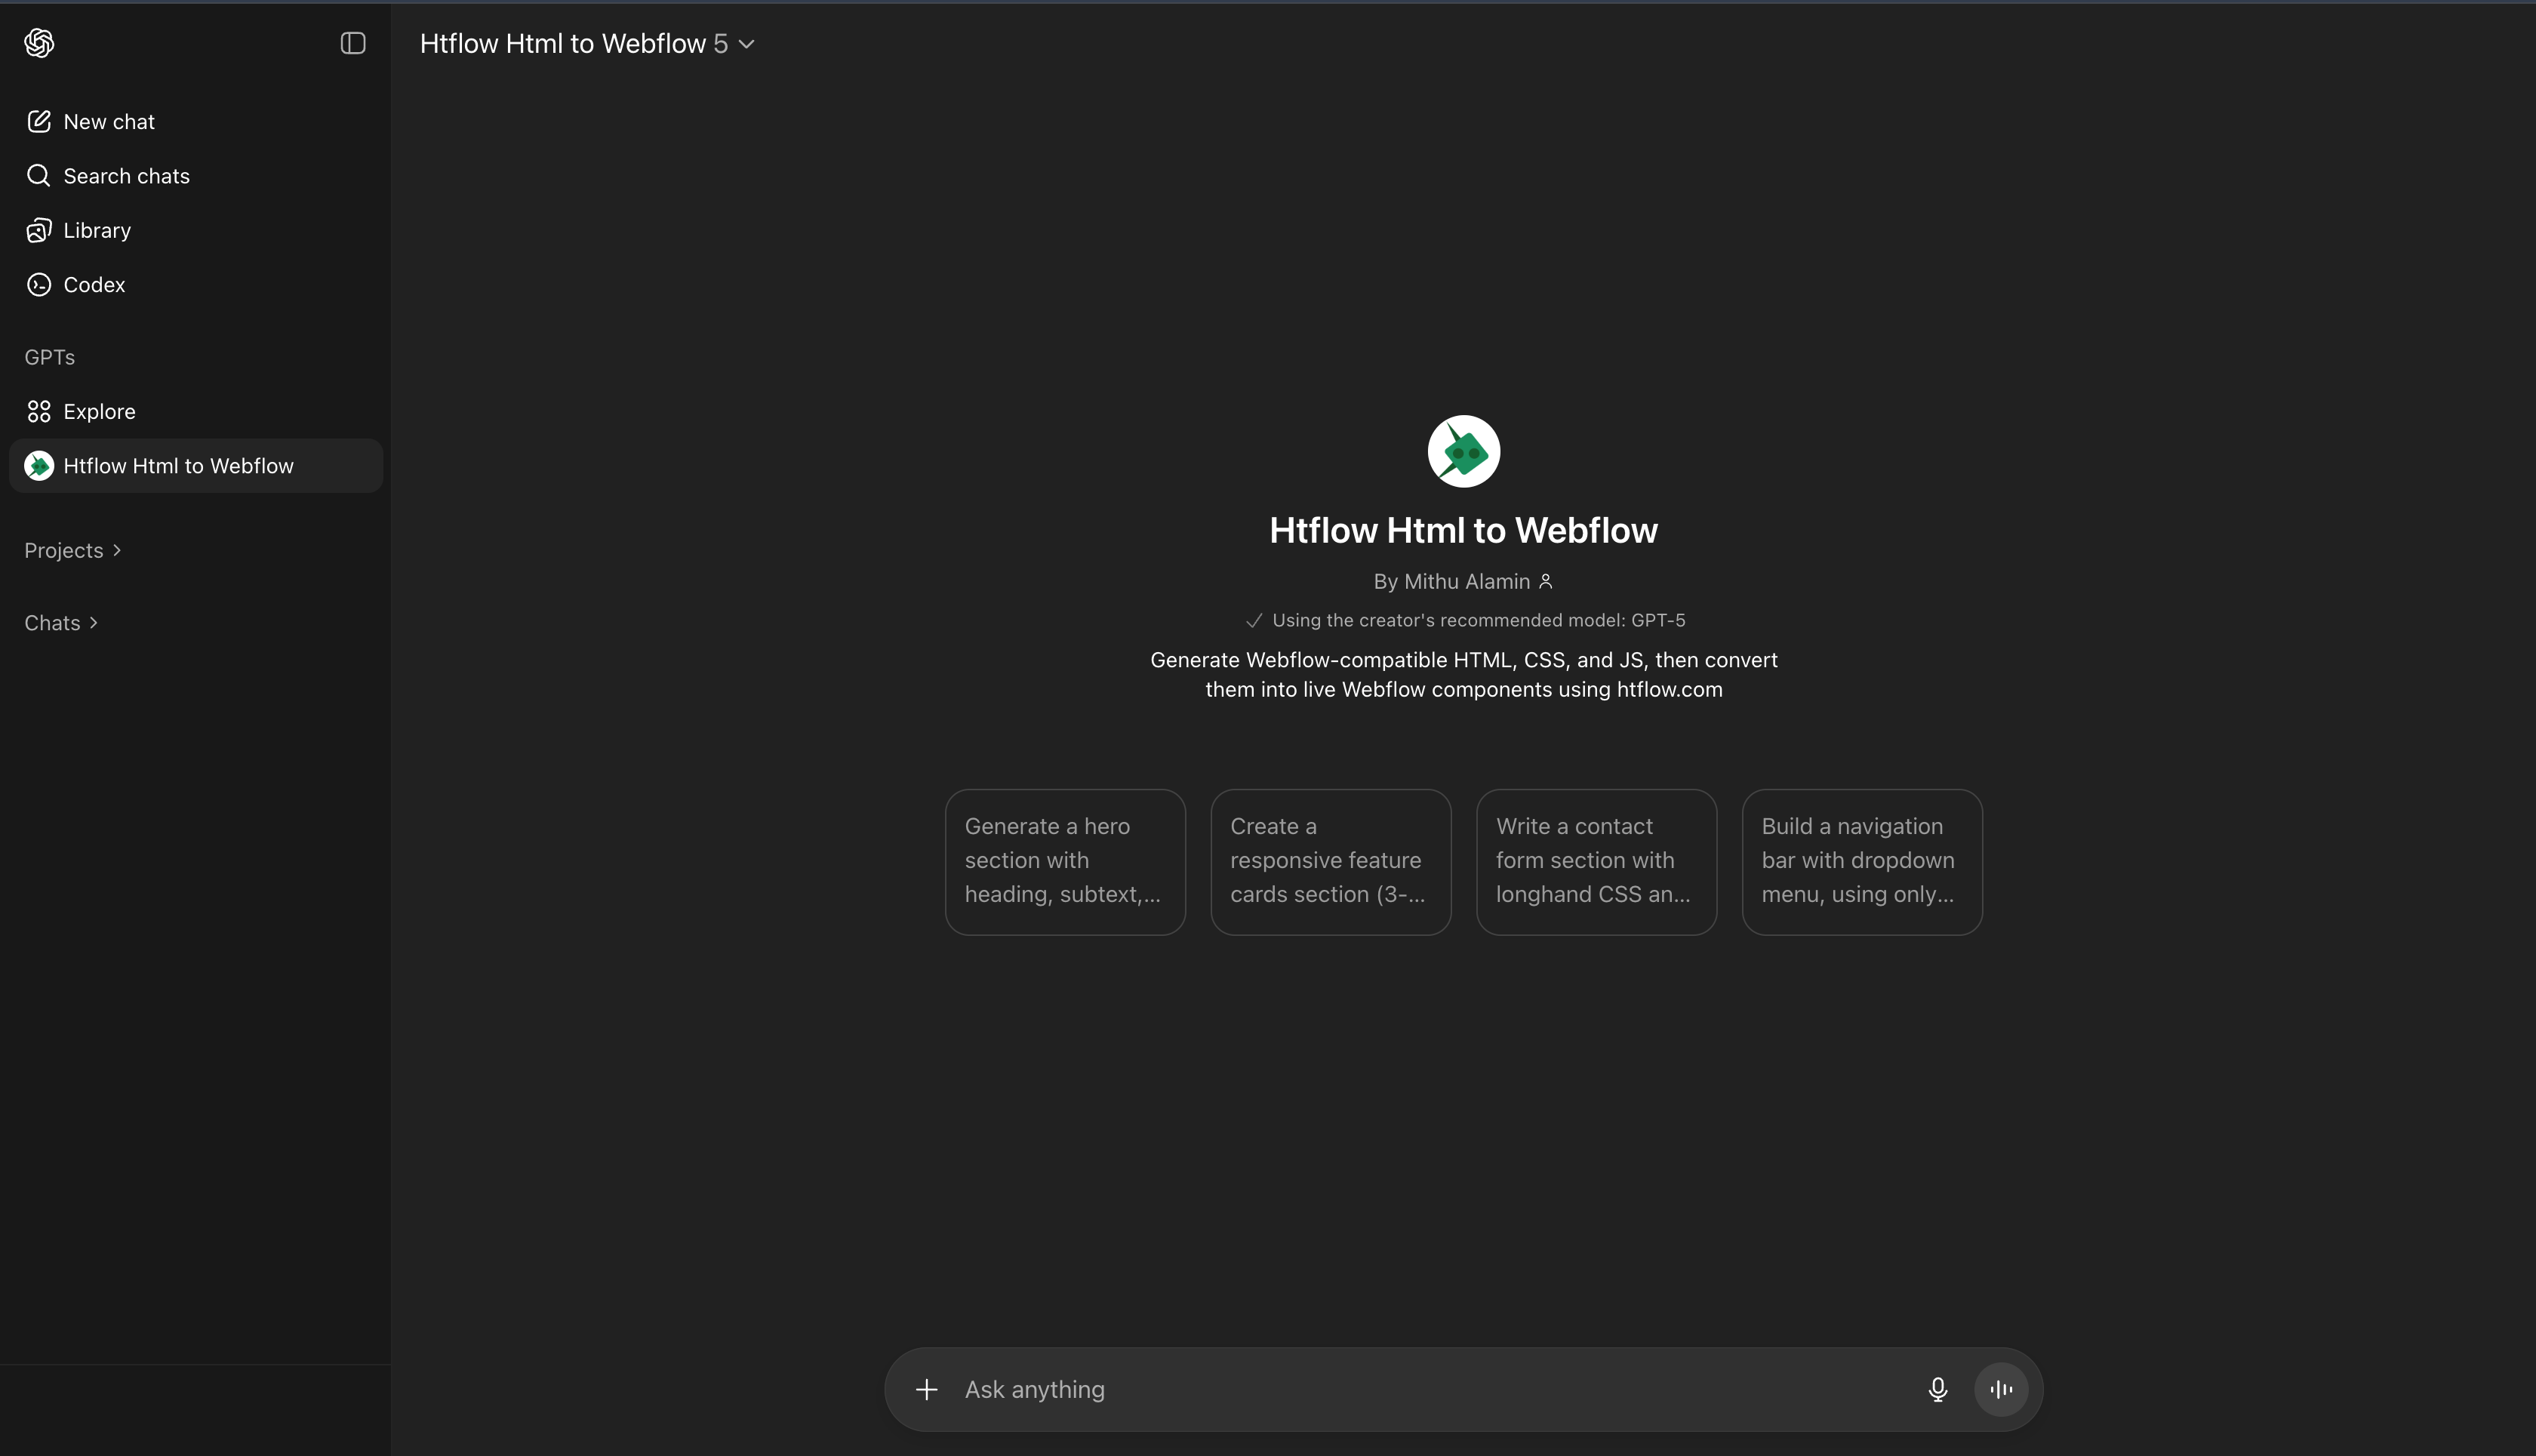 Htflow Html to Webflow 5
New chat
Search chats
Library
Codex
GPTs
Explore
Htflow Html to Webflow
Projects
Chats
Htflow Html to Webflow
By Mithu Alamin
Using the creator's recommended model: GPT-5
Generate Webflow-compatible HTML, CSS, and JS, then convert
them into live Webflow components using htflow.com
Generate a hero
section with
heading, subtext,...
Create a
responsive feature
cards section (3-...
Write a contact
form section with
longhand CSS an...
Build a navigation
bar with dropdown
menu, using only...
Ask anything